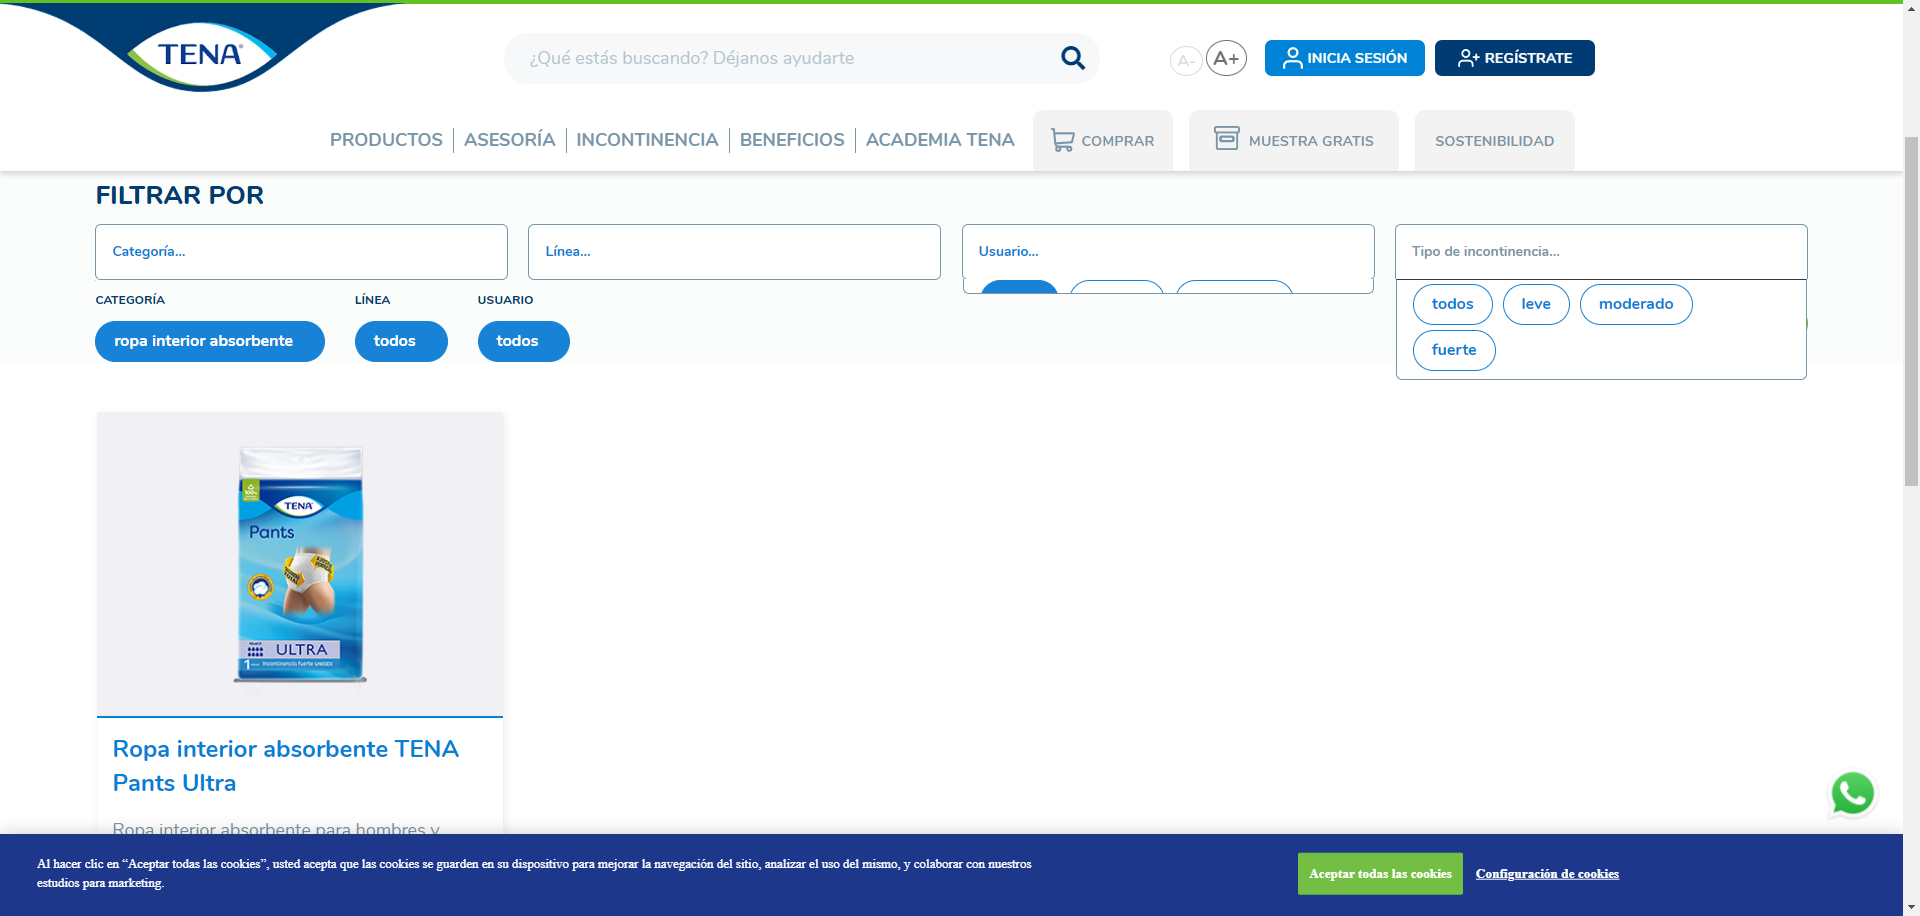 TENA
¿Qué estás buscando? Déjanos ayudarte
A-
A+
INICIA SESIÓN
REGÍSTRATE
PRODUCTOS
ASESORÍA
INCONTINENCIA
BENEFICIOS
ACADEMIA TENA
COMPRAR
MUESTRA GRATIS
SOSTENIBILIDAD
FILTRAR POR
Categoría...
Línea...
Usuario...
Tipo de incontinencia...
CATEGORÍA
LÍNEA
USUARIO
ropa interior absorbente
todos
todos
todos
leve
moderado
fuerte
TENA
Pants
ULTRA
Incontinencia fuerte UNISEX
Ropa interior absorbente TENA
Pants Ultra
Ropa interior absorbente para hombres y
Al hacer clic en “Aceptar todas las cookies”, usted acepta que las cookies se guarden en su dispositivo para mejorar la navegación del sitio, analizar el uso del mismo, y colaborar con nuestros
estudios para marketing.
Aceptar todas las cookies
Configuración de cookies